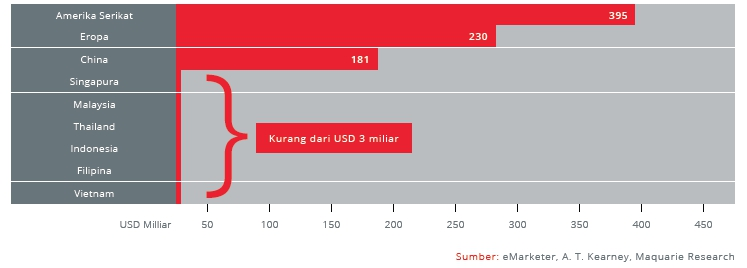 Amerika Serikat 395
Eropa 230
China 181
Singapura
Malaysia
Thailand
Kurang dari USD 3 miliar
Indonesia
Filipina
Vietnam
USD Milliar 50 100 150 200 250 300 350 400 450
Sumber: eMarketer, A. T. Kearney, Maquarie Research